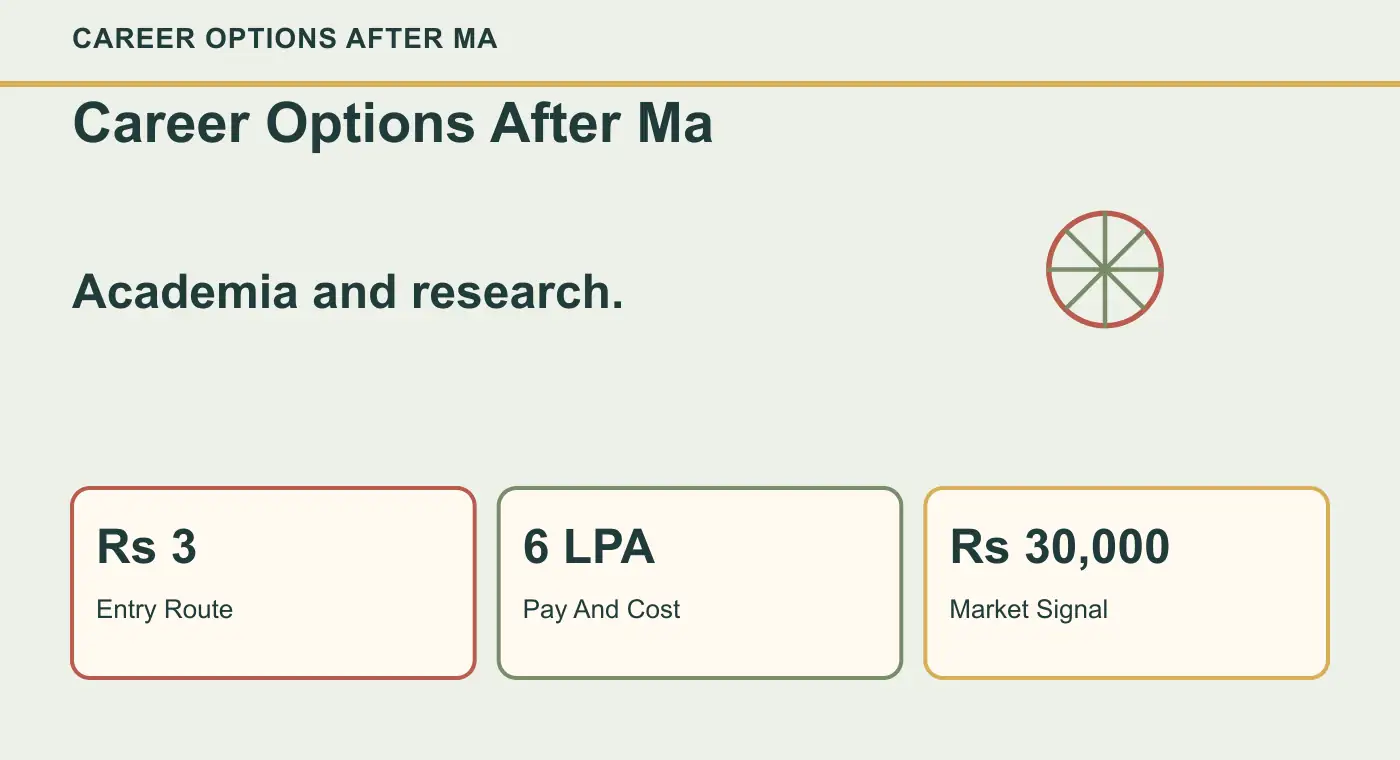 CAREER OPTIONS AFTER MA
Career Options After Ma
Academia and research.
Rs 3
Entry Route
6 LPA
Pay And Cost
Rs 30,000
Market Signal